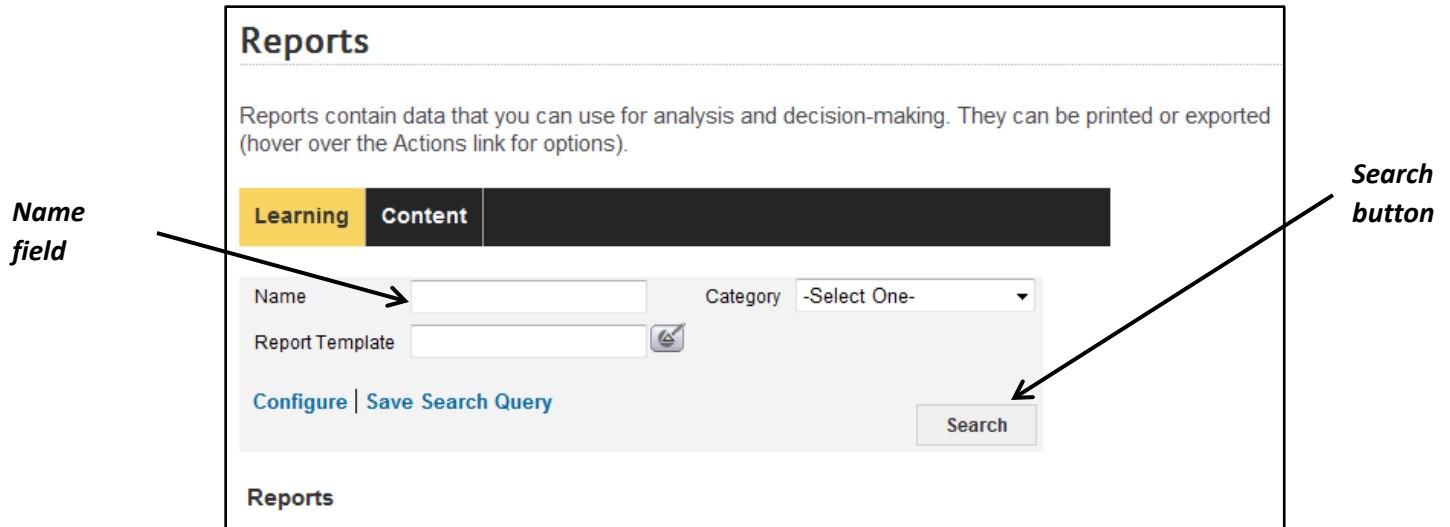 Reports
Reports contain data that you can use for analysis and decision-making. They can be printed or exported
(hover over the Actions link for options).
Name
field
Search
button
Learning Content
Name Category -Select One-
Report Template
Configure | Save Search Query
Search
Reports